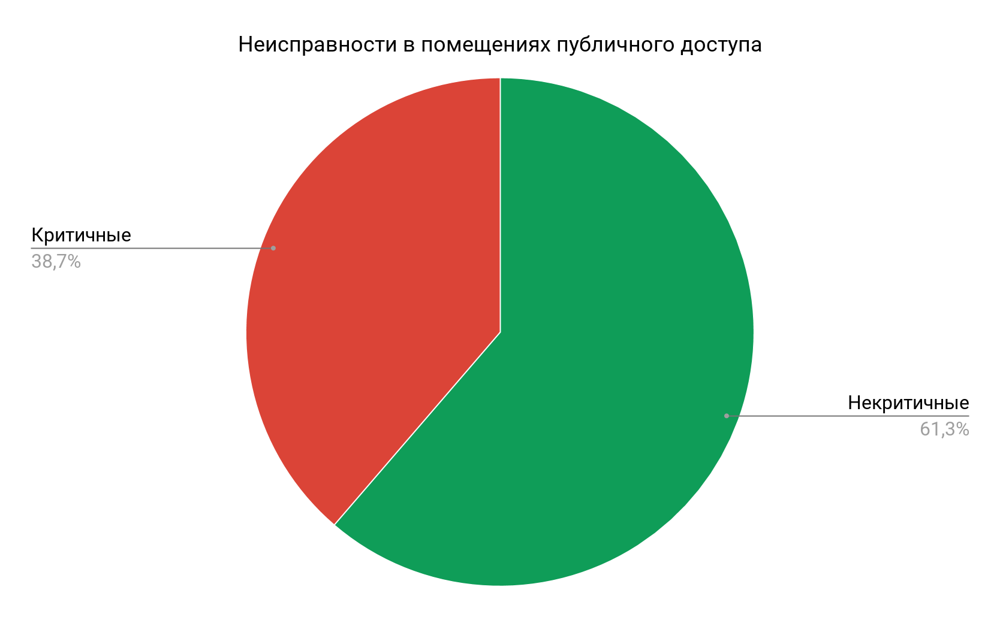 Неисправности в помещениях публичного доступа
Критичные
38,7%
Некритичные
61,3%